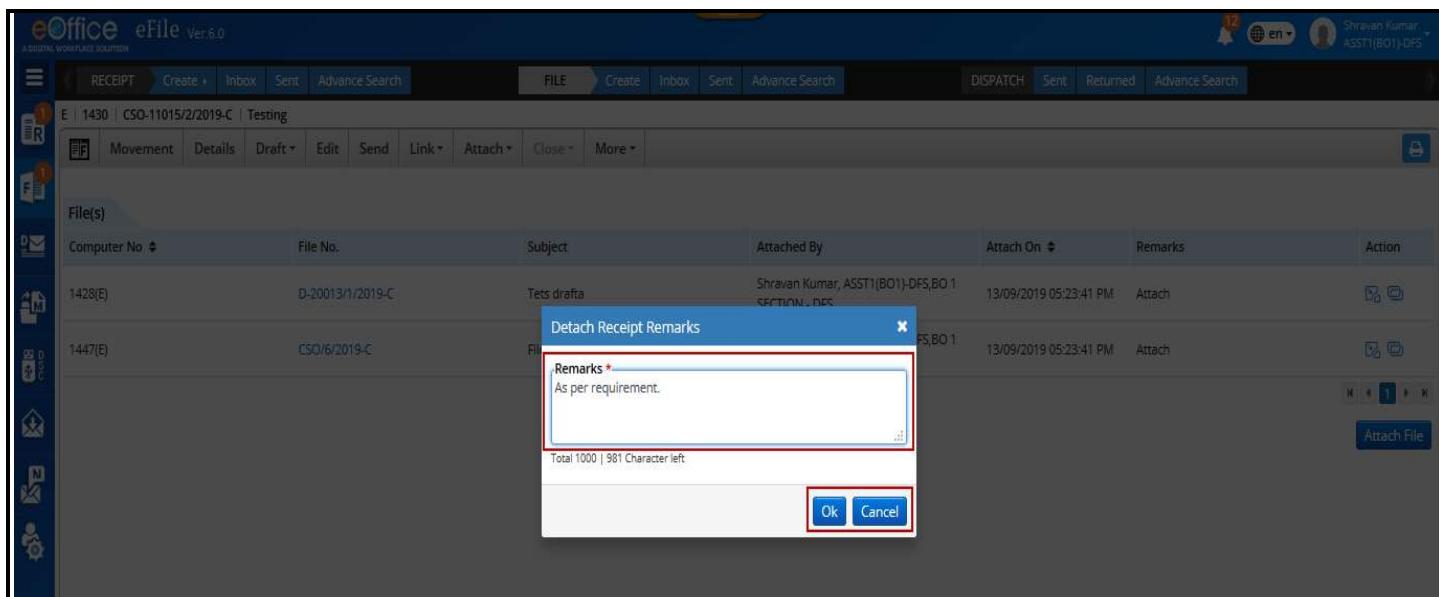 eOffice eFile Ver.6.0
A DIGITAL WORKPLACE SOLUTION
12
en
Shravan Kumar
ASST1(BO1)-DFS
RECEIPT Create Inbox Sent Advance Search FILE Create Inbox Sent Advance Search DISPATCH Sent Returned Advance Search
E | 1430 | CSO-11015/2/2019-C | Testing
1
R
F Movement Details Draft Edit Send Link Attach Close More
1
F
File(s)
Computer No File No. Subject Attached By Attach On Remarks Action
1428(E) D-20013/1/2019-C Tets drafta Shravan Kumar, ASST1(BO1)-DFS,BO 1 SECTION - DFS 13/09/2019 05:23:41 PM Attach
1447(E) CSO/6/2019-C FS,BO 1 13/09/2019 05:23:41 PM Attach
D
M
DSC
N
1
Attach File
Detach Receipt Remarks
Remarks *
As per requirement.
Total 1000 | 981 Character left
Ok Cancel